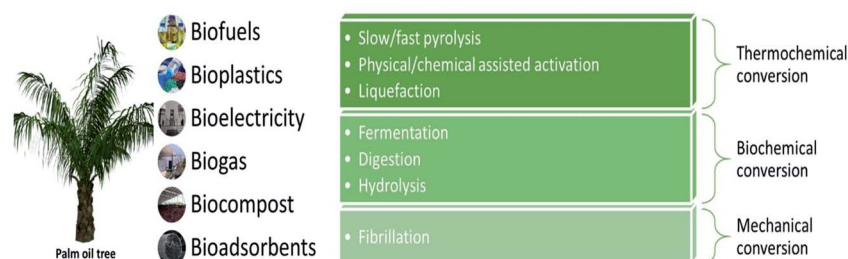 Biofuels
Bioplastics
Bioelectricity
Biogas
Biocompost
Bioadsorbents
Palm oil tree
• Slow/fast pyrolysis
• Physical/chemical assisted activation
• Liquefaction
Thermochemical
conversion
• Fermentation
• Digestion
• Hydrolysis
Biochemical
conversion
• Fibrillation
Mechanical
conversion